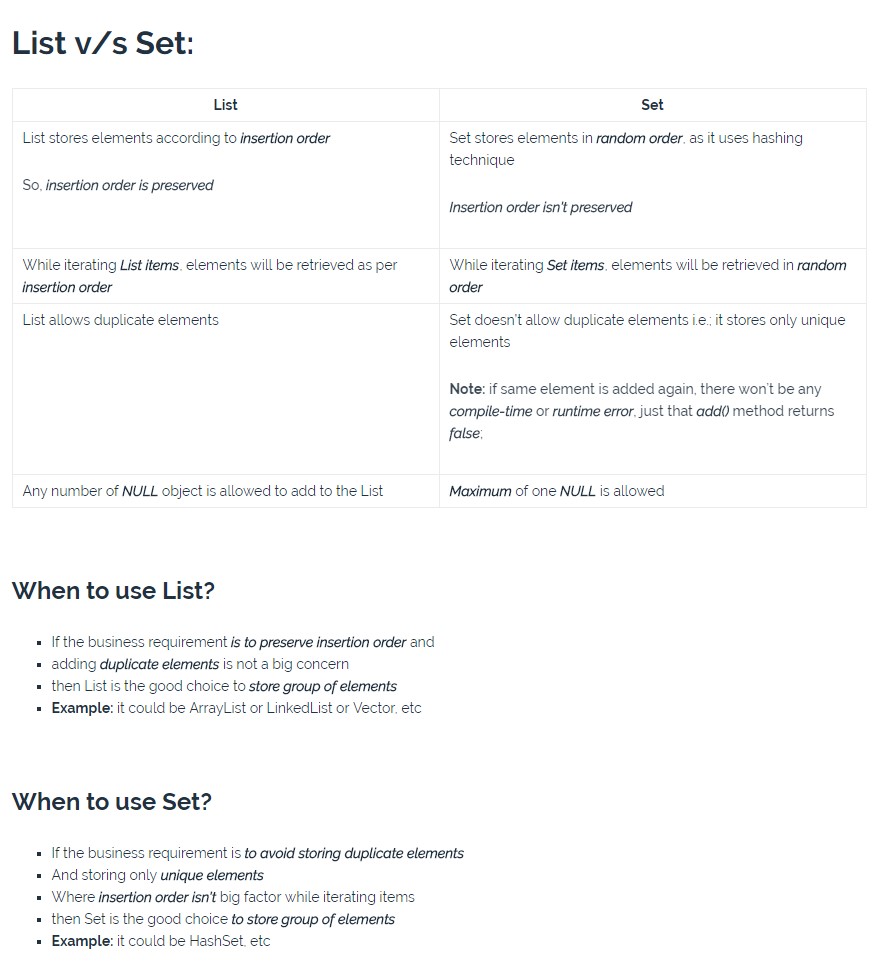 List v/s Set:
List
Set
List stores elements according to insertion order
So, insertion order is preserved
Set stores elements in random order, as it uses hashing
technique
Insertion order isn't preserved
While iterating List items, elements will be retrieved as per
insertion order
While iterating Set items, elements will be retrieved in random
order
List allows duplicate elements
Set doesn't allow duplicate elements i.e.; it stores only unique
elements
Note: if same element is added again, there won't be any
compile-time or runtime error, just that add() method returns
false;
Any number of NULL object is allowed to add to the List
Maximum of one NULL is allowed
When to use List?
▪ If the business requirement is to preserve insertion order and
▪ adding duplicate elements is not a big concern
▪ then List is the good choice to store group of elements
▪ Example: it could be ArrayList or LinkedList or Vector, etc
When to use Set?
▪ If the business requirement is to avoid storing duplicate elements
▪ And storing only unique elements
▪ Where insertion order isn't big factor while iterating items
▪ then Set is the good choice to store group of elements
▪ Example: it could be HashSet, etc